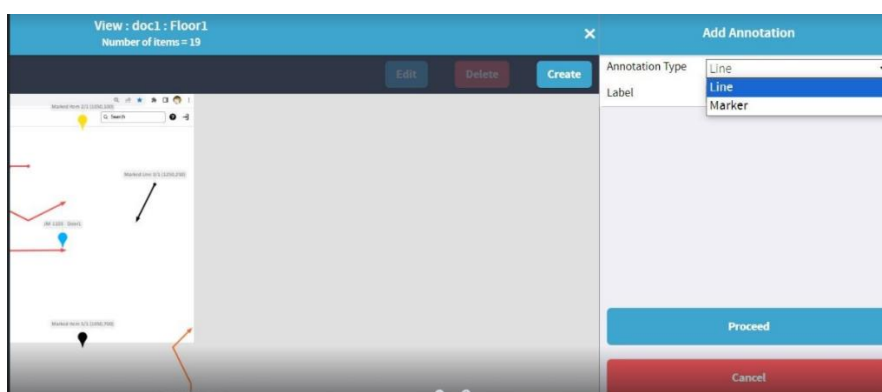 View : doc1 : Floor1
Number of items = 19
×
Add Annotation
Edit
Delete
Create
Annotation Type
Line
Line
Marker
Label
Search
Proceed
Cancel